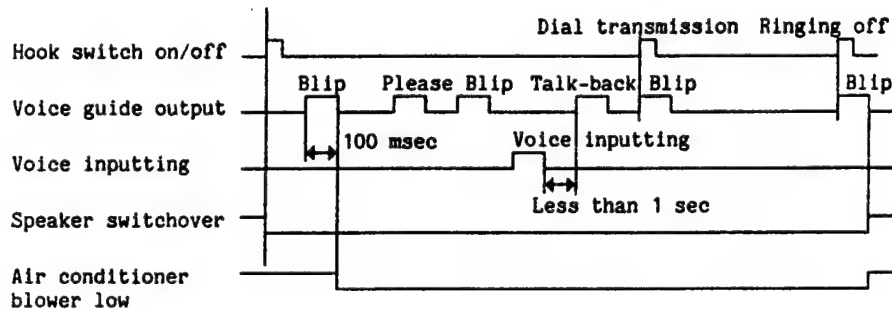 Dial transmission Ringing off
Hook switch on/off
Blip Please Blip Talk-back Blip Blip
Voice guide output
100 msec Voice inputting
Voice inputting
Less than 1 sec
Speaker switchover
Air conditioner
blower low